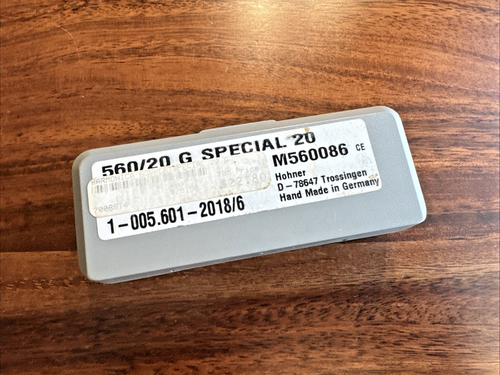 560/20 G SPECIAL 20
M560086 CE
Hohner
D-78647 Trossingen
Hand Made in Germany
1-005.601-2018/6